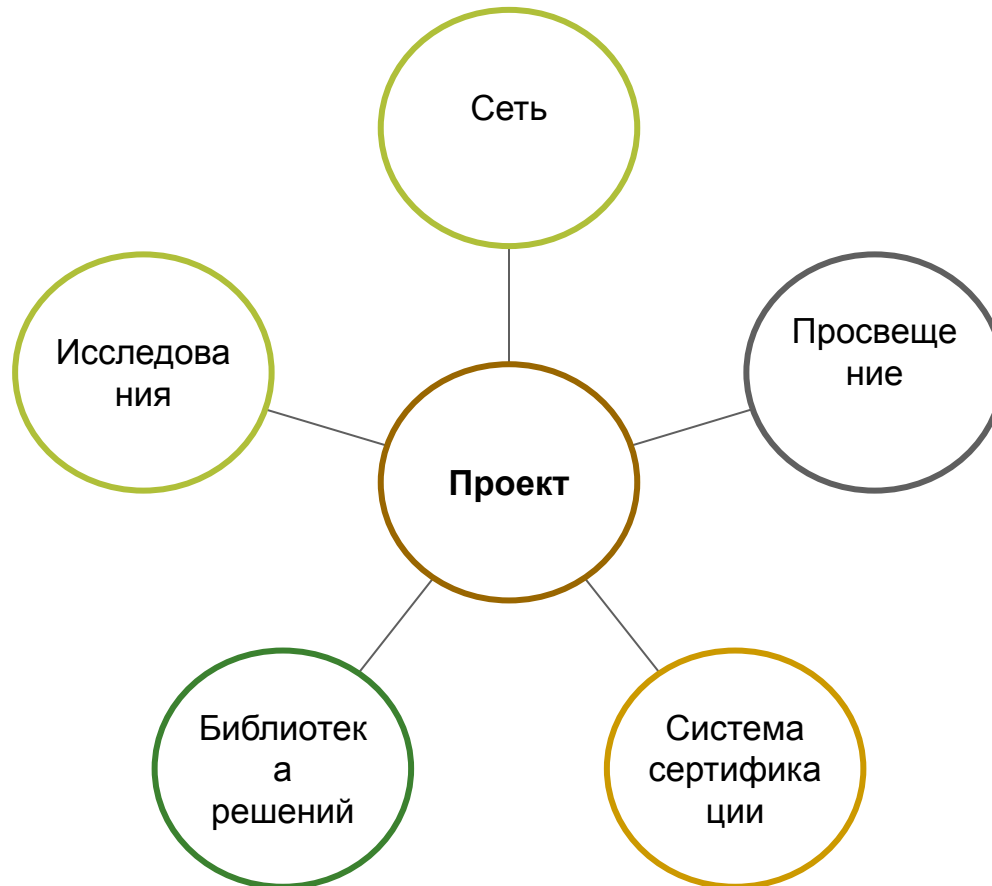 Сеть
Просвеще
ние
Исследова
ния
Проект
Библиотек
а
решений
Система
сертифика
ции